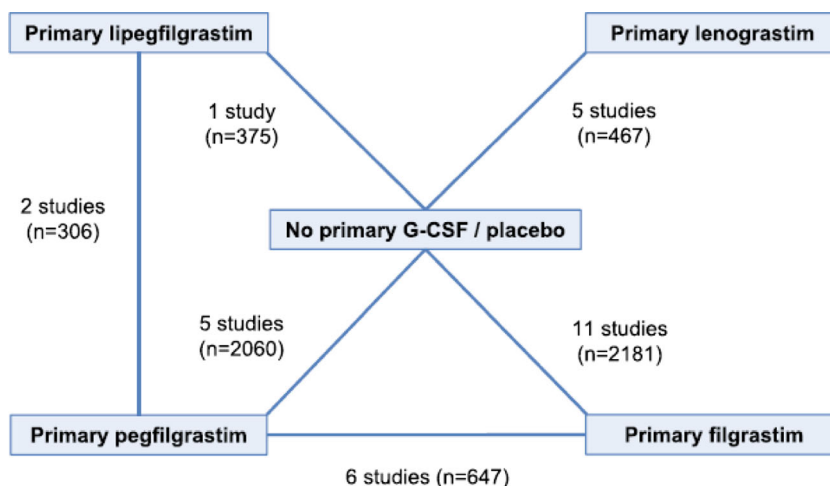 Primary lipegfilgrastim
Primary lenograstim
1 study
(n=375)
5 studies
(n=467)
2 studies
(n=306)
No primary G-CSF / placebo
5 studies
(n=2060)
11 studies
(n=2181)
Primary pegfilgrastim
Primary filgrastim
6 studies (n=647)